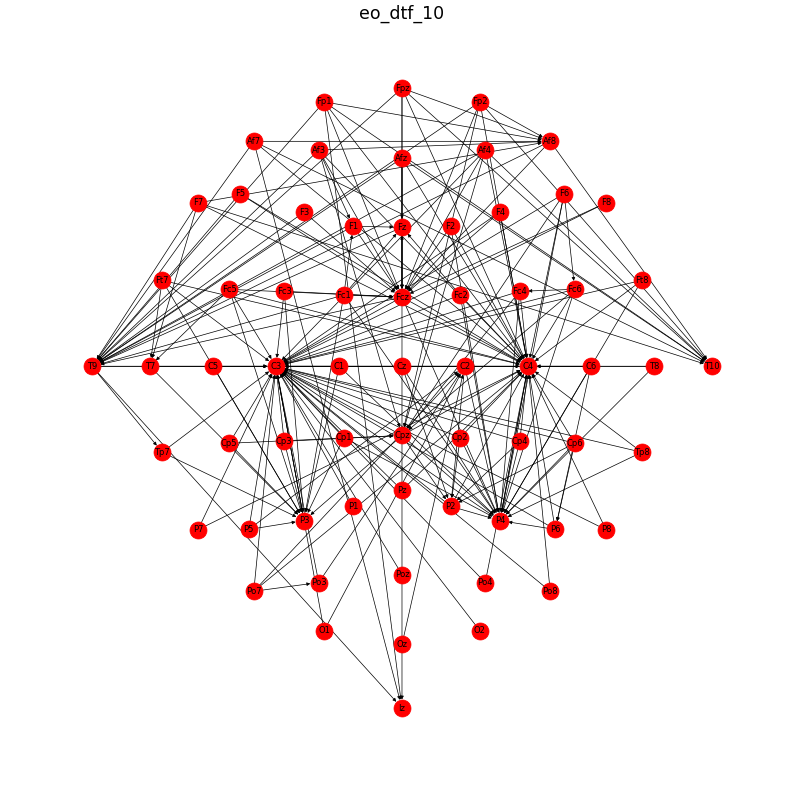 eo_dtf_10
Fpz
Fp1 Fp2
Af7 Af8
Af3 Afz Af4
F7 F5 F6 F8
F3 F4
F1 Fz F2
Ft7 Ft8
Fc5 Fc3 Fc1 Fcz Fc2 Fc4 Fc6
T9 T7 C5 C3 C1 Cz C2 C4 C6 T8 T10
Cp5 Cp3 Cp1 Cpz Cp2 Cp4 Cp6
Tp7 Tp8
Pz
P1 P2
P7 P5 P3 P4 P6 P8
Po3 Poz Po4
Po7 Po8
O1 O2
Oz
Iz